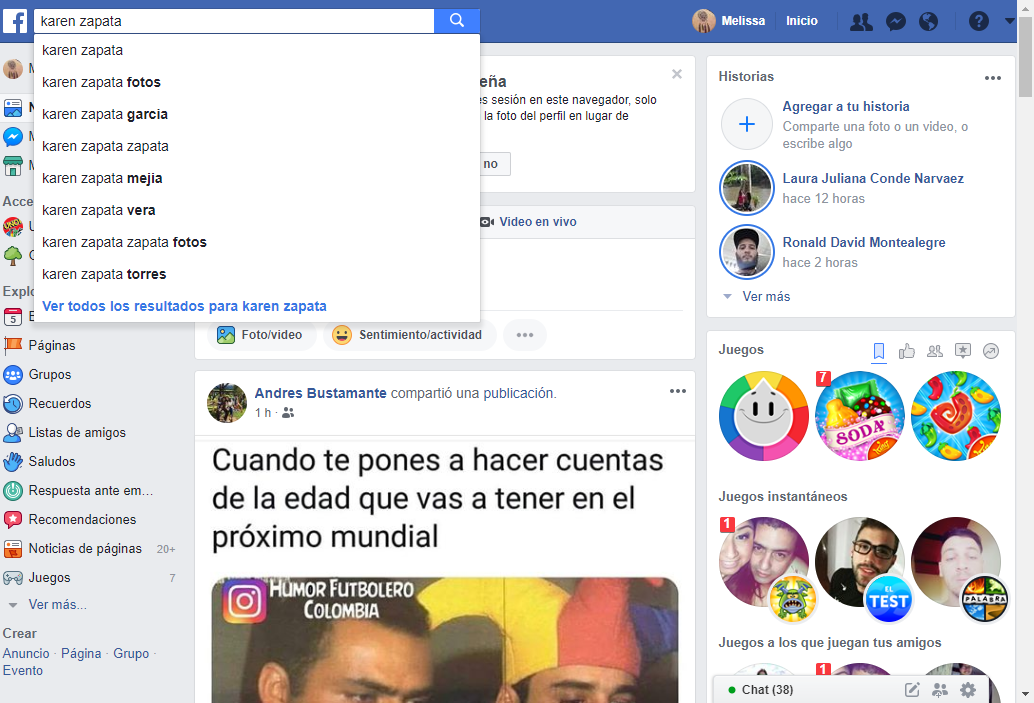 karen zapata
Melissa
Inicio
karen zapata
karen zapata fotos
karen zapata garcia
karen zapata zapata
karen zapata mejia
karen zapata vera
karen zapata zapata fotos
karen zapata torres
Ver todos los resultados para karen zapata
eña
es sesión en este navegador, solo
la foto del perfil en lugar de
no
Video en vivo
Foto/video
Sentimiento/actividad
Acce
Explo
5
Páginas
Grupos
Recuerdos
Listas de amigos
Saludos
Respuesta ante em...
Recomendaciones
Noticias de páginas 20+
Juegos 7
Ver más...
Crear
Anuncio · Página · Grupo ·
Evento
Andres Bustamante compartió una publicación.
1 h ·
Cuando te pones a hacer cuentas
de la edad que vas a tener en el
próximo mundial
HUMOR FUTBOLERO
COLOMBIA
Historias
Agregar a tu historia
Comparte una foto o un video, o
escribe algo
Laura Juliana Conde Narvaez
hace 12 horas
Ronald David Montealegre
hace 2 horas
Ver más
Juegos
7
SODA
Juegos instantáneos
1
EL
TEST
PALABRA
Juegos a los que juegan tus amigos
1
Chat (38)